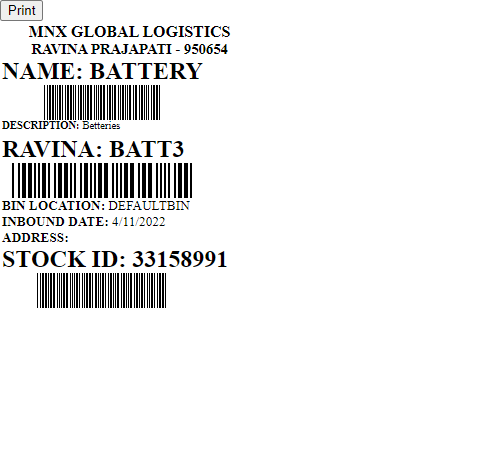 Print
MNX GLOBAL LOGISTICS
RAVINA PRAJAPATI - 950654
NAME: BATTERY
DESCRIPTION: Betteries
RAVINA: BATT3
BIN LOCATION: DEFAULTBIN
INBOUND DATE: 4/11/2022
ADDRESS:
STOCK ID: 33158991